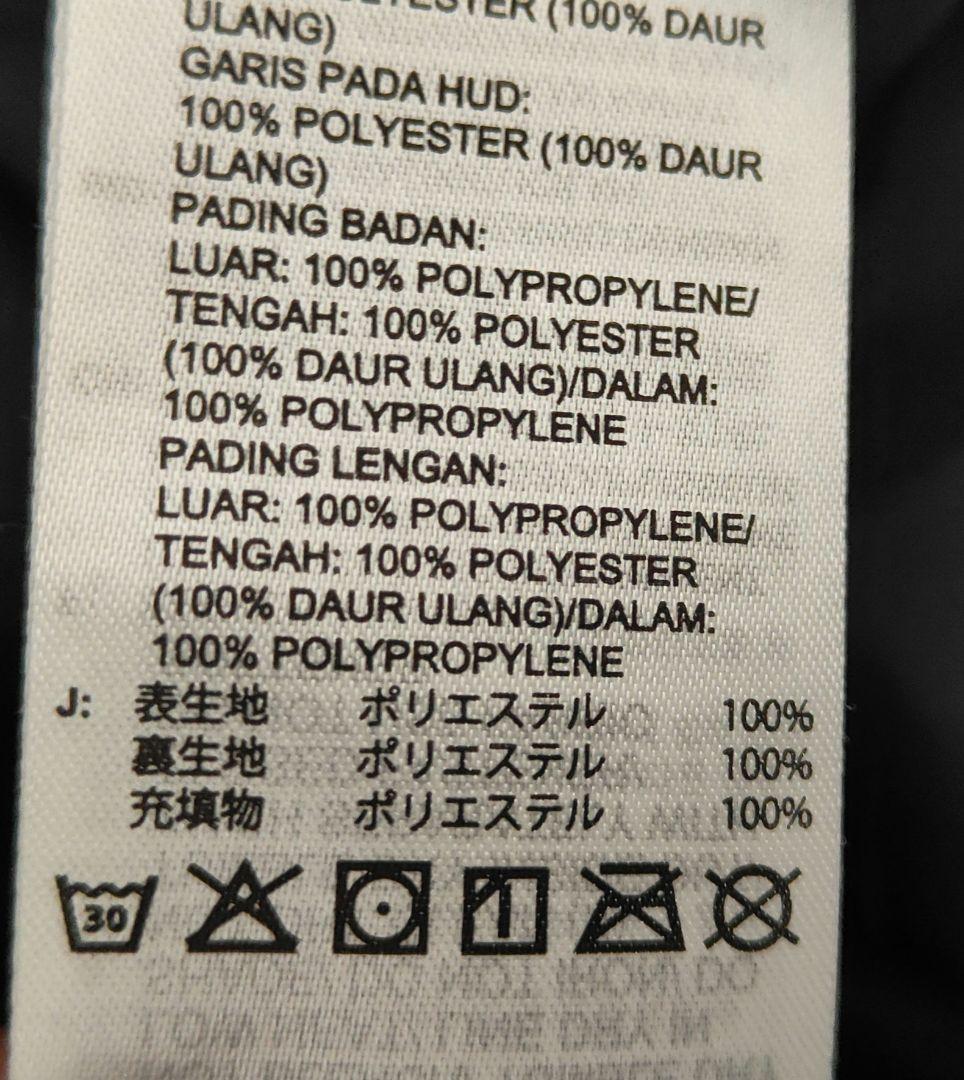 (100% DAUR
ULANG)
GARIS PADA HUD:
100% POLYESTER (100% DAUR
ULANG)
PADING BADAN:
LUAR: 100% POLYPROPYLENE/
TENGAH: 100% POLYESTER
(100% DAUR ULANG)/DALAM:
100% POLYPROPYLENE
PADING LENGAN:
LUAR: 100% POLYPROPYLENE/
TENGAH: 100% POLYESTER
(100% DAUR ULANG)/DALAM:
100% POLYPROPYLENE
J: 表生地 ポリエステル 100%
裏生地 ポリエステル 100%
充填物 ポリエステル 100%
30